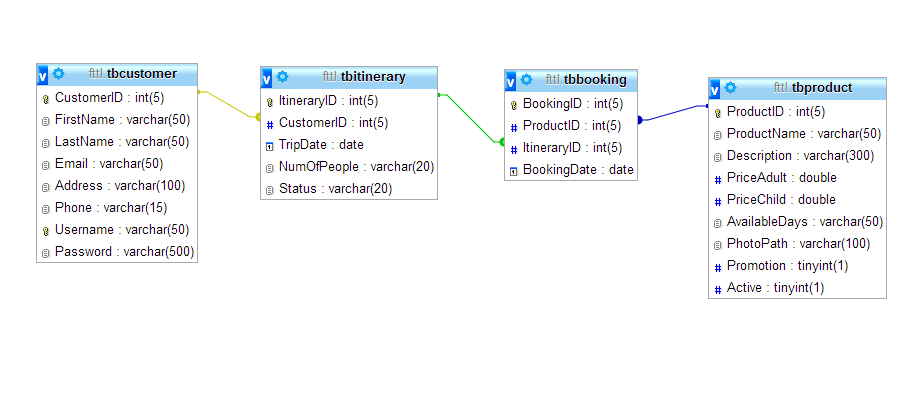 fttl.tbcustomer
CustomerID : int(5)
FirstName : varchar(50)
LastName : varchar(50)
Email : varchar(50)
Address : varchar(100)
Phone : varchar(15)
Username : varchar(50)
Password : varchar(500)
fttl.tbitinerary
ItineraryID : int(5)
CustomerID : int(5)
TripDate : date
NumOfPeople : varchar(20)
Status : varchar(20)
fttl.tbbooking
BookingID : int(5)
ProductID : int(5)
ItineraryID : int(5)
BookingDate : date
fttl.tbproduct
ProductID : int(5)
ProductName : varchar(50)
Description : varchar(300)
PriceAdult : double
PriceChild : double
AvailableDays : varchar(50)
PhotoPath : varchar(100)
Promotion : tinyint(1)
Active : tinyint(1)